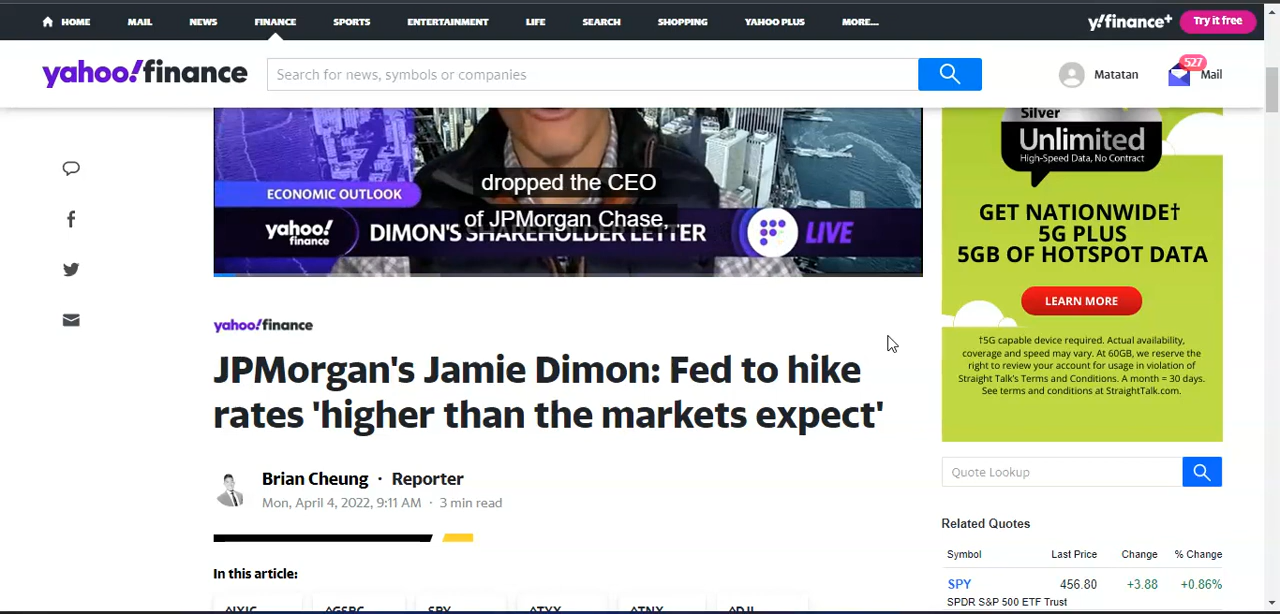 HOME MAIL NEWS FINANCE SPORTS ENTERTAINMENT LIFE SEARCH SHOPPING YAHOO PLUS MORE... y!finance+ Try it free
yahoo!finance Search for news, symbols or companies Matatan 527 Mail
dropped the CEO
of JPMorgan Chase,
ECONOMIC OUTLOOK
yahoo!
finance
DIMON'S SHAREHOLDER LETTER LIVE
Silver
Unlimited
High-Speed Data, No Contract
GET NATIONWIDE†
5G PLUS
5GB OF HOTSPOT DATA
LEARN MORE
†5G capable device required. Actual availability,
coverage and speed may vary. At 60GB, we reserve the
right to review your account for usage in violation of
Straight Talk's Terms and Conditions. A month = 30 days.
See terms and conditions at StraightTalk.com.
yahoo!finance
JPMorgan's Jamie Dimon: Fed to hike
rates 'higher than the markets expect'
Brian Cheung · Reporter
Mon, April 4, 2022, 9:11 AM · 3 min read
In this article:
^IXIC ^GSPC SPY ^TYX ^TNX ^DJI
Quote Lookup
Related Quotes
Symbol Last Price Change % Change
SPY 456.80 +3.88 +0.86%
SPDR S&P 500 ETF Trust